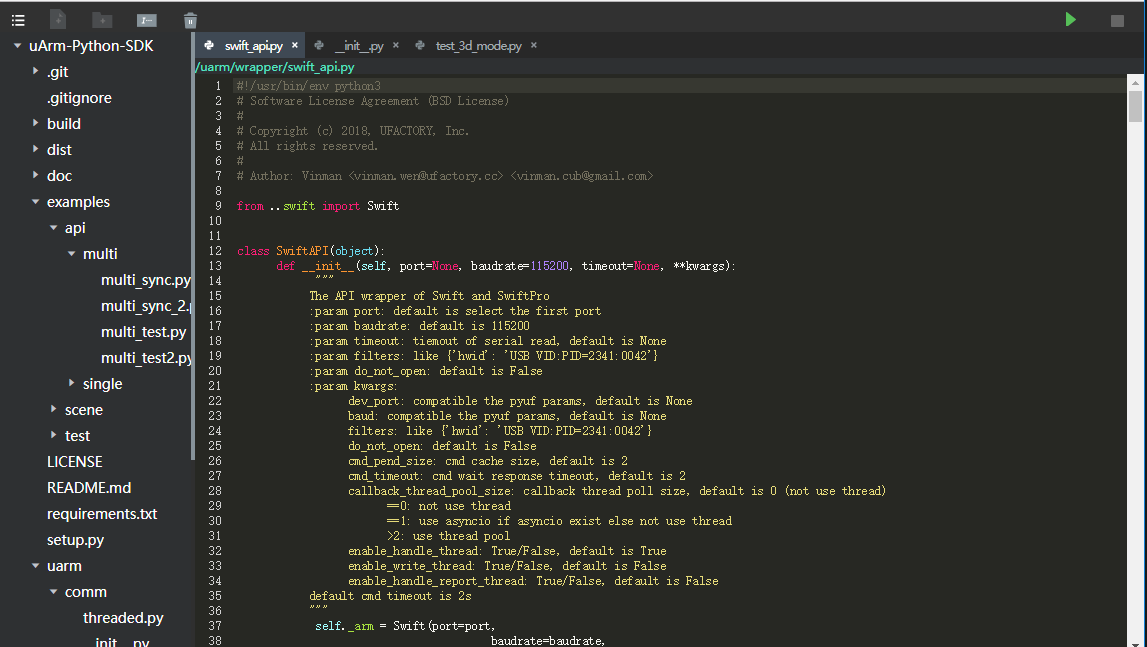 uArm-Python-SDK
.git
.gitignore
build
dist
doc
examples
api
multi
multi_sync.py
multi_sync_2.p
multi_test.py
multi_test2.py
single
scene
test
LICENSE
README.md
requirements.txt
setup.py
uarm
comm
threaded.py
__init__.py
swift_api.py × __init__.py × test_3d_mode.py ×
/uarm/wrapper/swift_api.py
1 #!/usr/bin/env python3
2 # Software License Agreement (BSD License)
3 #
4 # Copyright (c) 2018, UFACTORY, Inc.
5 # All rights reserved.
6 #
7 # Author: Vinman <vinman.wen@ufactory.cc> <vinman.cub@gmail.com>
8
9 from ..swift import Swift
10
11
12 class SwiftAPI(object):
13 def __init__(self, port=None, baudrate=115200, timeout=None, **kwargs):
14 """
15 The API wrapper of Swift and SwiftPro
16 :param port: default is select the first port
17 :param baudrate: default is 115200
18 :param timeout: tiemout of serial read, default is None
19 :param filters: like {'hwid': 'USB VID:PID=2341:0042'}
20 :param do_not_open: default is False
21 :param kwargs:
22 dev_port: compatible the pyuf params, default is None
23 baud: compatible the pyuf params, default is None
24 filters: like {'hwid': 'USB VID:PID=2341:0042'}
25 do_not_open: default is False
26 cmd_pend_size: cmd cache size, default is 2
27 cmd_timeout: cmd wait response timeout, default is 2
28 callback_thread_pool_size: callback thread poll size, default is 0 (not use thread)
29 ==0: not use thread
30 ==1: use asyncio if asyncio exist else not use thread
31 >2: use thread pool
32 enable_handle_thread: True/False, default is True
33 enable_write_thread: True/False, default is False
34 enable_handle_report_thread: True/False, default is False
35 default cmd timeout is 2s
36 """
37 self._arm = Swift(port=port,
38 baudrate=baudrate,